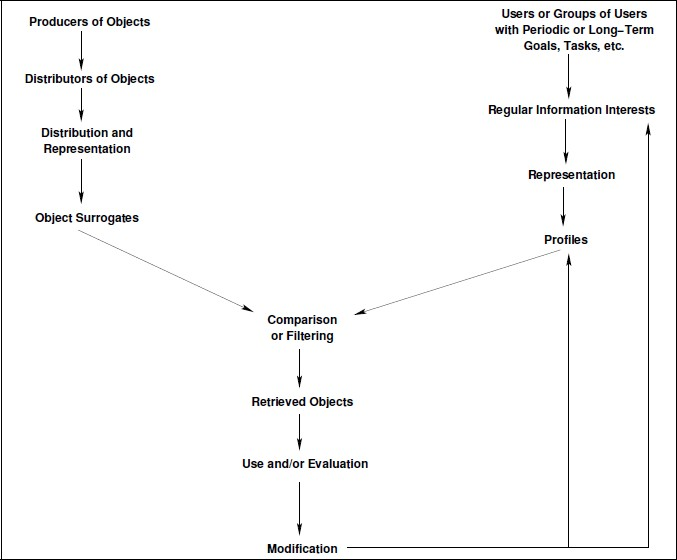 Producers of Objects
Distributors of Objects
Distribution and
Representation
Object Surrogates
Users or Groups of Users
with Periodic or Long-Term
Goals, Tasks, etc.
Regular Information Interests
Representation
Profiles
Comparison
or Filtering
Retrieved Objects
Use and/or Evaluation
Modification